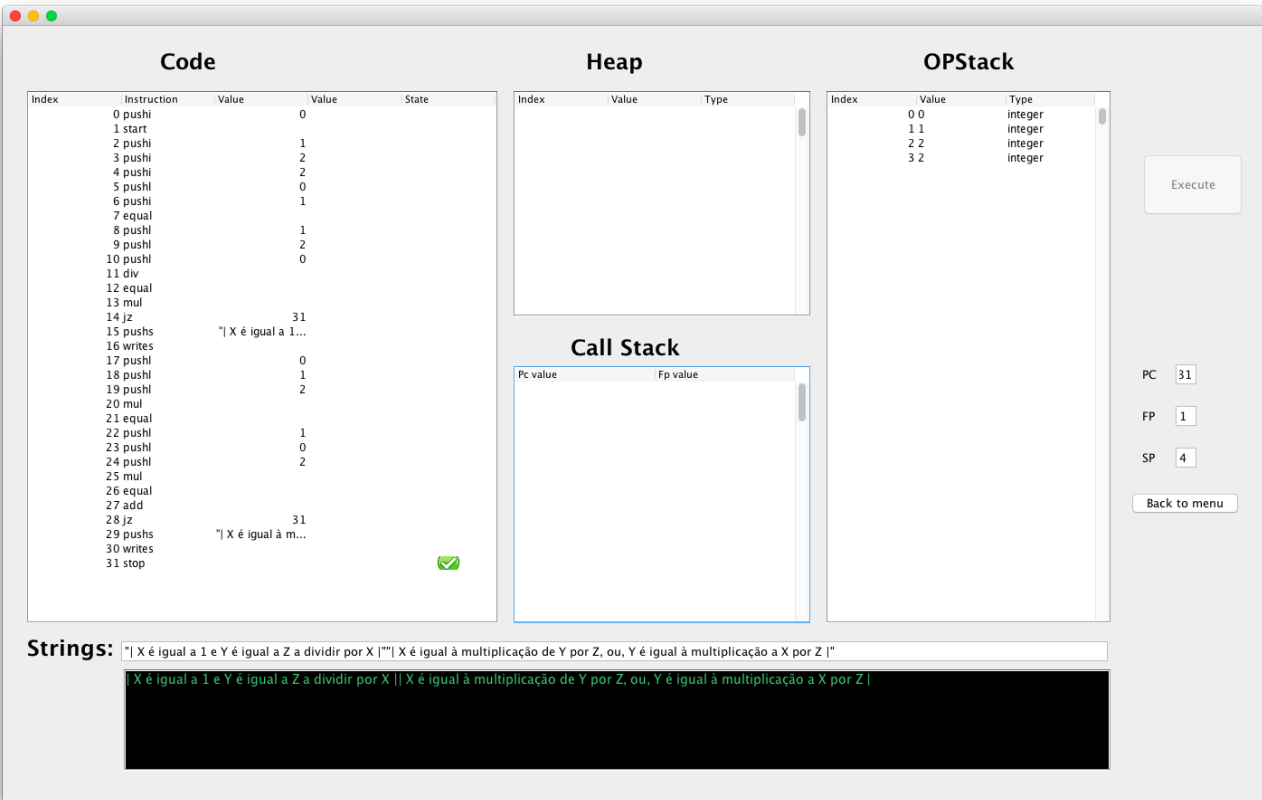 Code Heap OPStack
Index Instruction Value Value State
0 pushi 0
1 start
2 pushi 1
3 pushi 2
4 pushi 2
5 pushl 0
6 pushi 1
7 equal
8 pushl 1
9 pushl 2
10 pushl 0
11 div
12 equal
13 mul
14 jz 31
15 pushs "| X é igual a 1...
16 writes
17 pushl 0
18 pushl 1
19 pushl 2
20 mul
21 equal
22 pushl 1
23 pushl 0
24 pushl 2
25 mul
26 equal
27 add
28 jz 31
29 pushs "| X é igual à m...
30 writes
31 stop
Index Value Type
Call Stack
Pc value Fp value
Index Value Type
0 0 integer
1 1 integer
2 2 integer
3 2 integer
Execute
PC 31
FP 1
SP 4
Back to menu
Strings: "| X é igual a 1 e Y é igual a Z a dividir por X |""| X é igual à multiplicação de Y por Z, ou, Y é igual à multiplicação a X por Z |"
| X é igual a 1 e Y é igual a Z a dividir por X || X é igual à multiplicação de Y por Z, ou, Y é igual à multiplicação a X por Z |